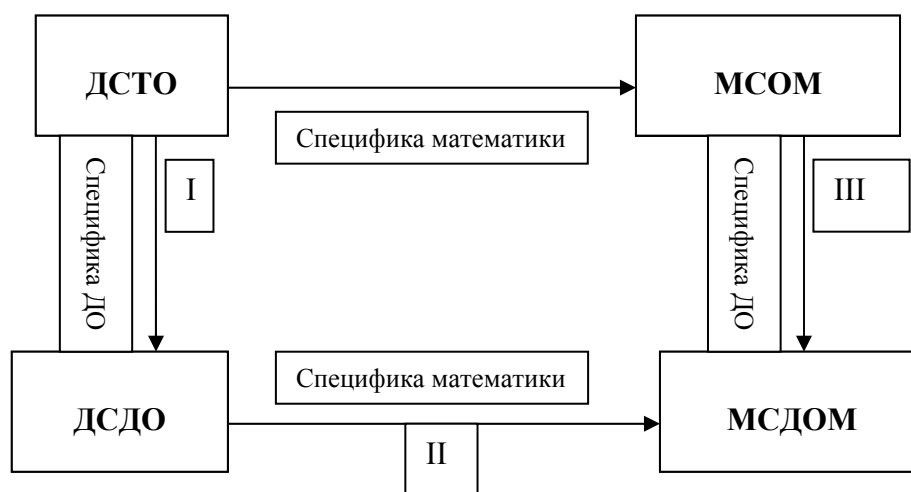 ДСТО
МСОМ
Специфика математики
Специфика ДО
I
Специфика ДО
III
Специфика математики
ДСДО
МСДОМ
II